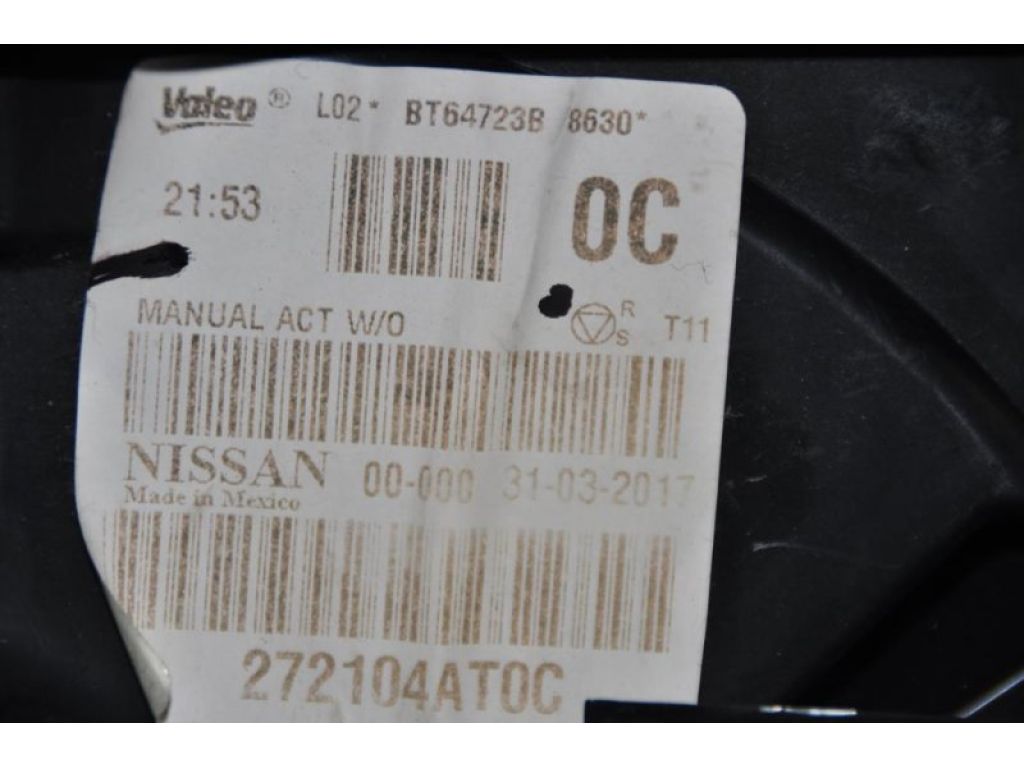 Valeo® L02* BT64723B 8630*
21:53
0C
MANUAL ACT W/O
R
S
T11
NISSAN 00-000 31-03-2017
Made in Mexico
272104AT0C